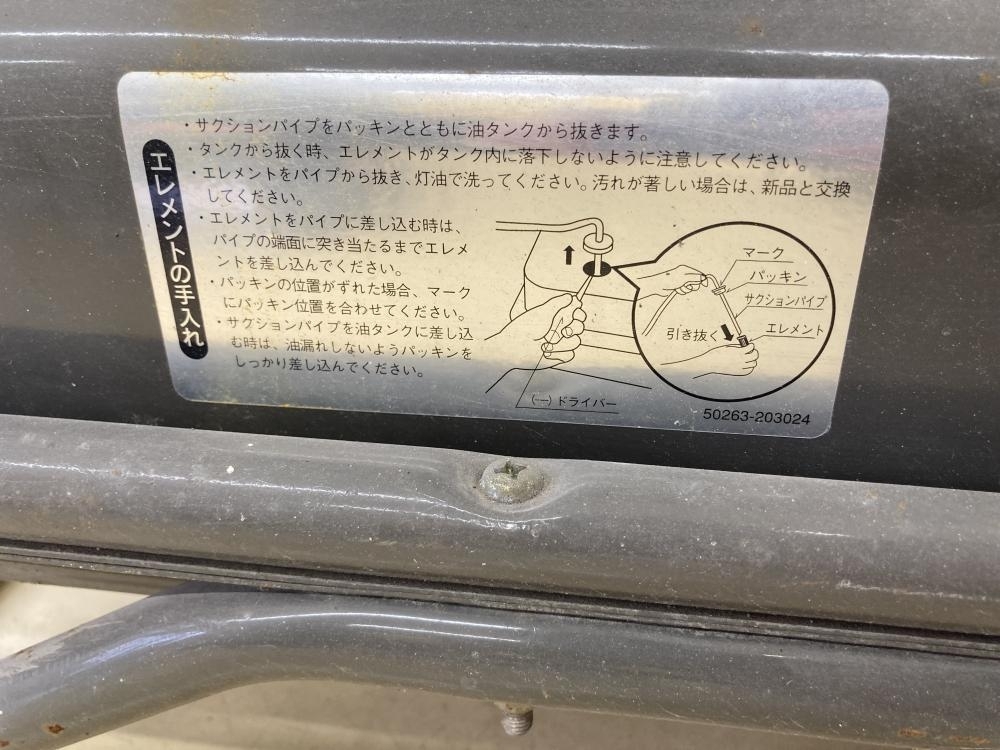 エレメントの手入れ
・サクションパイプをパッキンとともに油タンクから抜きます。
・タンクから抜く時、エレメントがタンク内に落下しないように注意してください。
・エレメントをパイプから抜き、灯油で洗ってください。汚れが著しい場合は、新品と交換
してください。
・エレメントをパイプに差し込む時は、
パイプの端面に突き当たるまでエレメ
ントを差し込んでください。
・パッキンの位置がずれた場合、マーク
にパッキン位置を合わせてください。
・サクションパイプを油タンクに差し込
む時は、油漏れしないようパッキンを
しっかり差し込んでください。
マーク
パッキン
サクションパイプ
エレメント
引き抜く
(一)ドライバー
50263-203024